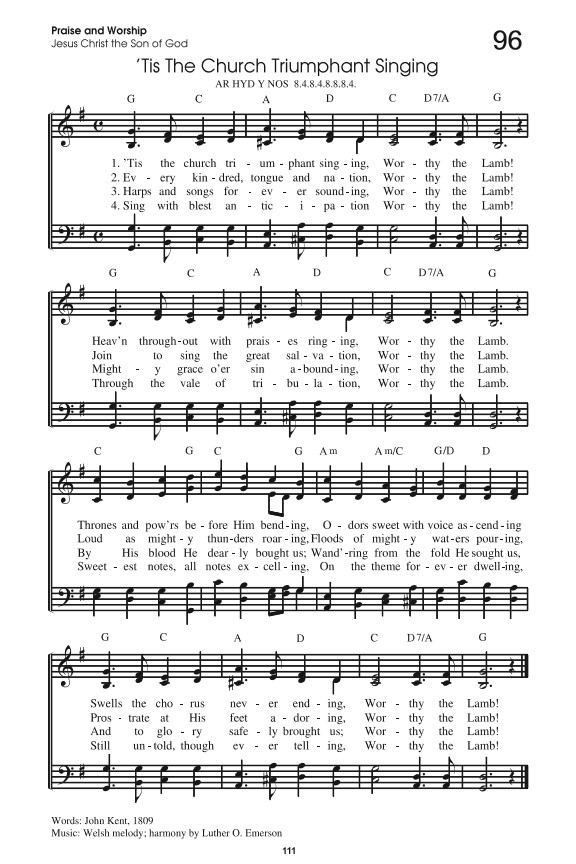 Praise and Worship
Jesus Christ the Son of God
96
'Tis The Church Triumphant Singing
AR HYD Y NOS 8.4.8.4.8.8.8.4.
G C A D C D7/A G
1. 'Tis the church tri - um - phant sing - ing, Wor - thy the Lamb!
2. Ev - ery kin - dred, tongue and na - tion, Wor - thy the Lamb!
3. Harps and songs for - ev - er sound - ing, Wor - thy the Lamb!
4. Sing with blest an - tic - i - pa - tion Wor - thy the Lamb!
G C A D C D7/A G
Heav'n through - out with prais - es ring - ing, Wor - thy the Lamb.
Join to sing the great sal - va - tion, Wor - thy the Lamb.
Might - y grace o'er sin a - bound - ing, Wor - thy the Lamb.
Through the vale of tri - bu - la - tion, Wor - thy the Lamb.
C G C G Am Am/C G/D D
Thrones and pow'rs be - fore Him bend - ing, O - dors sweet with voice as - cend - ing
Loud as might - y thun - ders roar - ing, Floods of might - y wat - ers pour - ing,
By His blood He dear - ly bought us; Wand - 'ring from the fold He sought us,
Sweet - est notes, all notes ex - cell - ing, On the theme for - ev - er dwell - ing,
G C A D C D7/A G
Swells the cho - rus nev - er end - ing, Wor - thy the Lamb!
Pros - trate at His feet a - dor - ing, Wor - thy the Lamb!
And to glo - ry safe - ly brought us; Wor - thy the Lamb!
Still un - told, though ev - er tell - ing, Wor - thy the Lamb!
Words: John Kent, 1809
Music: Welsh melody; harmony by Luther O. Emerson
111